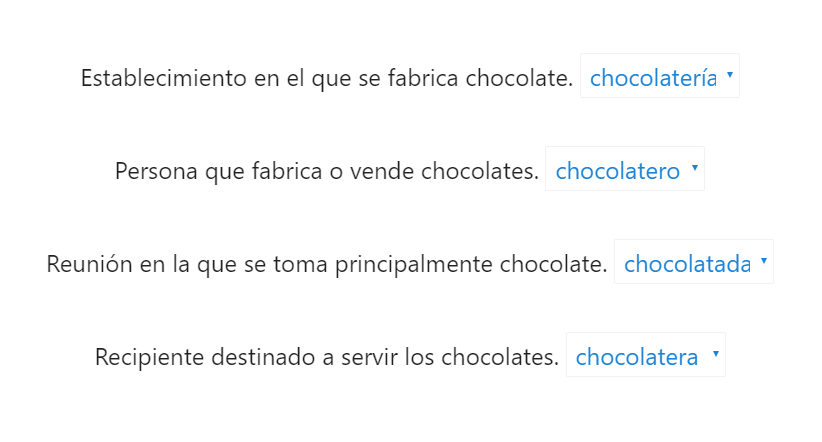 Establecimiento en el que se fabrica chocolate. chocolatería
Persona que fabrica o vende chocolates. chocolatero
Reunión en la que se toma principalmente chocolate. chocolatada
Recipiente destinado a servir los chocolates. chocolatera